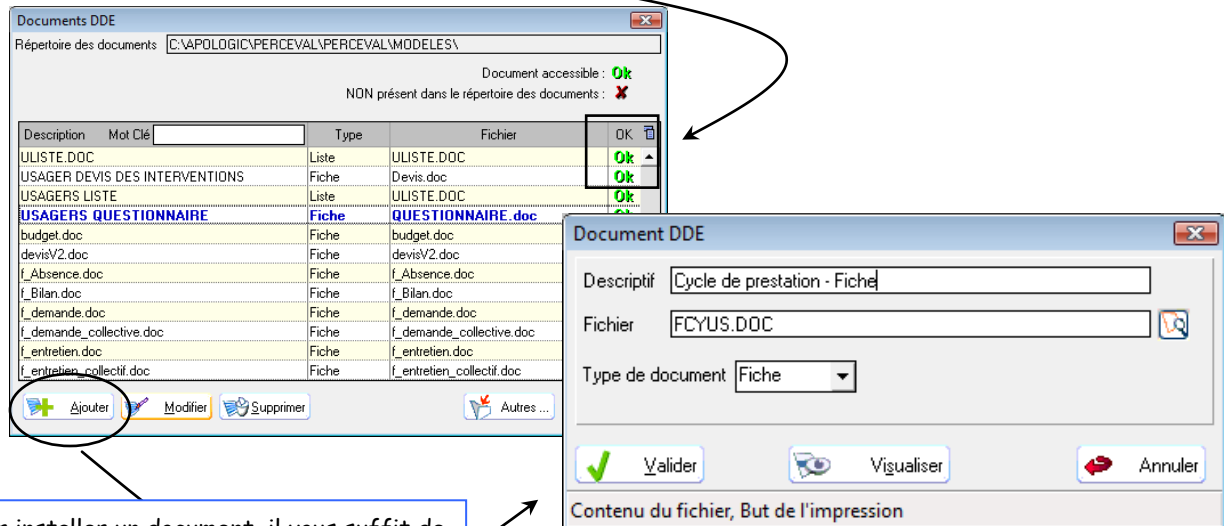 Documents DDE
Répertoire des documents C:\APOLOGIC\PERCEVAL\PERCEVAL\MODELES\
Document accessible : Ok
NON présent dans le répertoire des documents :
Description Mot Clé Type Fichier OK
ULISTE.DOC Liste ULISTE.DOC Ok
USAGER DEVIS DES INTERVENTIONS Fiche Devis.doc Ok
USAGERS LISTE Liste ULISTE.DOC Ok
USAGERS QUESTIONNAIRE Fiche QUESTIONNAIRE.doc
budget.doc Fiche budget.doc
devisV2.doc Fiche devisV2.doc
f_Absence.doc Fiche f_Absence.doc
f_Bilan.doc Fiche f_Bilan.doc
f_demande.doc Fiche f_demande.doc
f_demande_collective.doc Fiche f_demande_collective.doc
f_entretien.doc Fiche f_entretien.doc
f_entretien_collectif.doc Fiche f_entretien_collectif.doc
Ajouter Modifier Supprimer Autres ...
Document DDE
Descriptif Cycle de prestation - Fiche
Fichier FCYUS.DOC
Type de document Fiche
Valider Visualiser Annuler
Contenu du fichier, But de l'impression
installer un document, il vous suffit de